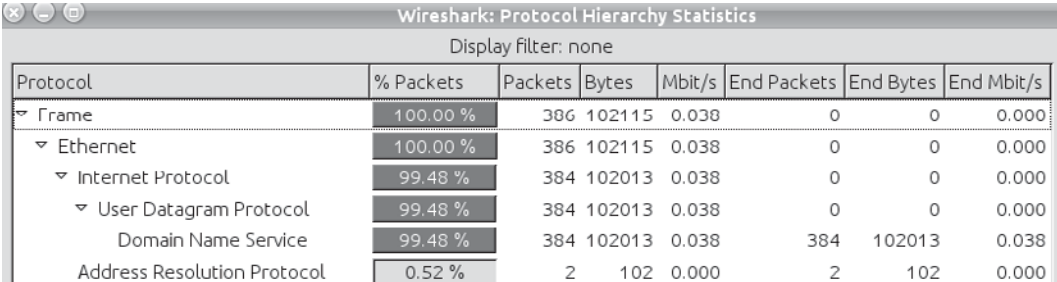 Wireshark: Protocol Hierarchy Statistics
Display filter: none
Protocol % Packets Packets Bytes Mbit/s End Packets End Bytes End Mbit/s
Frame 100.00 % 386 102115 0.038 0 0 0.000
Ethernet 100.00 % 386 102115 0.038 0 0 0.000
Internet Protocol 99.48 % 384 102013 0.038 0 0 0.000
User Datagram Protocol 99.48 % 384 102013 0.038 0 0 0.000
Domain Name Service 99.48 % 384 102013 0.038 384 102013 0.038
Address Resolution Protocol 0.52 % 2 102 0.000 2 102 0.000